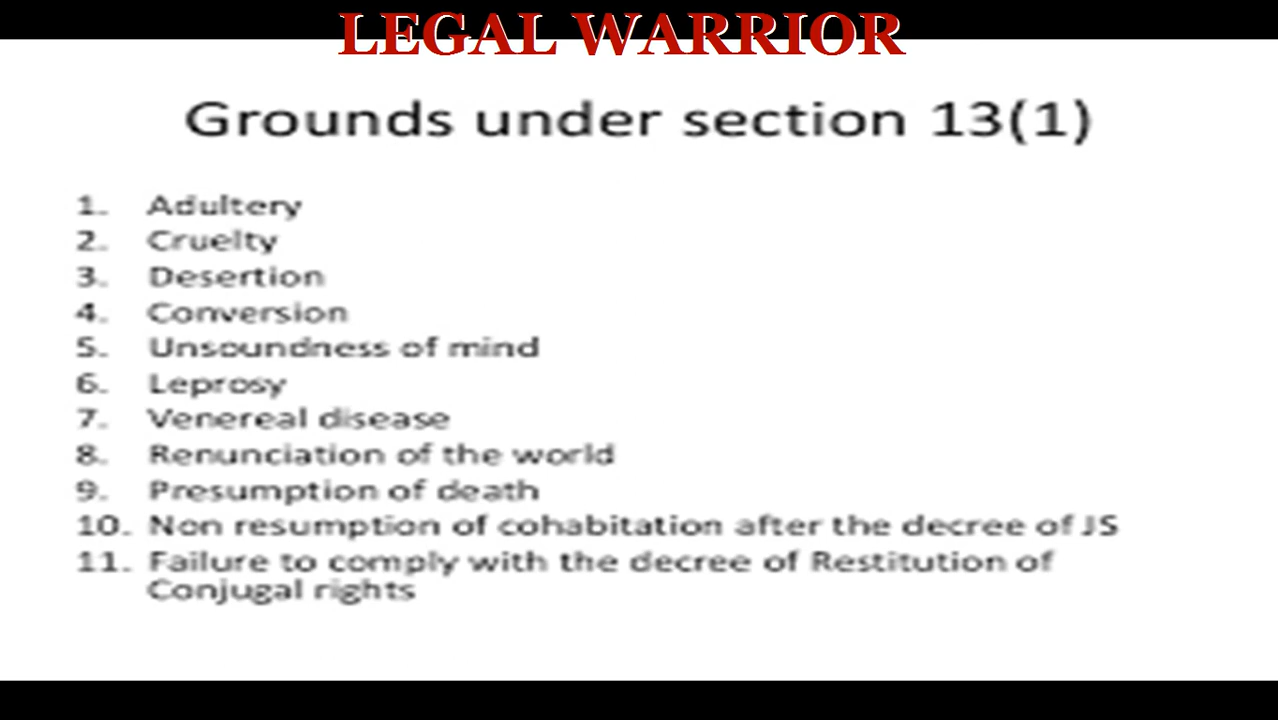 LEGAL WARRIOR
Grounds under section 13(1)
1. Adultery
2. Cruelty
3. Desertion
4. Conversion
5. Unsoundness of mind
6. Leprosy
7. Venereal disease
8. Renunciation of the world
9. Presumption of death
10. Non resumption of cohabitation after the decree of JS
11. Failure to comply with the decree of Restitution of
Conjugal rights